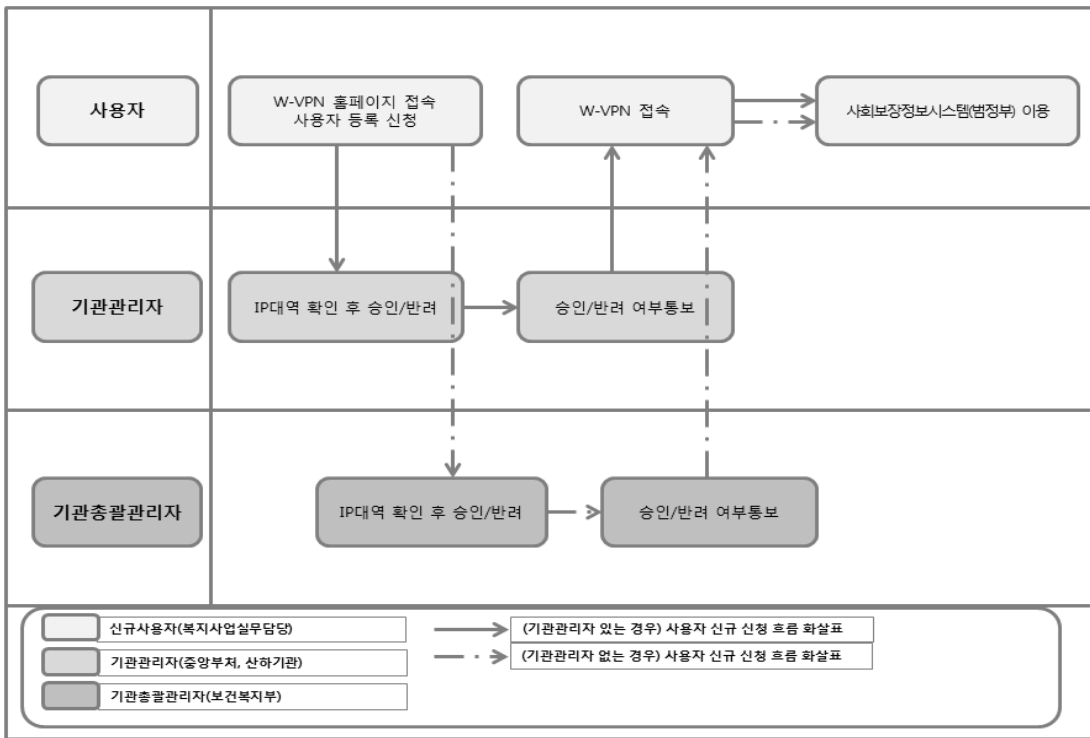 사용자
W-VPN 홈페이지 접속
사용자 등록 신청
W-VPN 접속
사회보장정보시스템(범정부) 이용
기관관리자
IP대역 확인 후 승인/반려
승인/반려 여부통보
기관총괄관리자
IP대역 확인 후 승인/반려
승인/반려 여부통보
신규사용자(복지사업실무담당)
(기관관리자 있는 경우) 사용자 신규 신청 흐름 화살표
기관관리자(중앙부처, 산하기관)
(기관관리자 없는 경우) 사용자 신규 신청 흐름 화살표
기관총괄관리자(보건복지부)